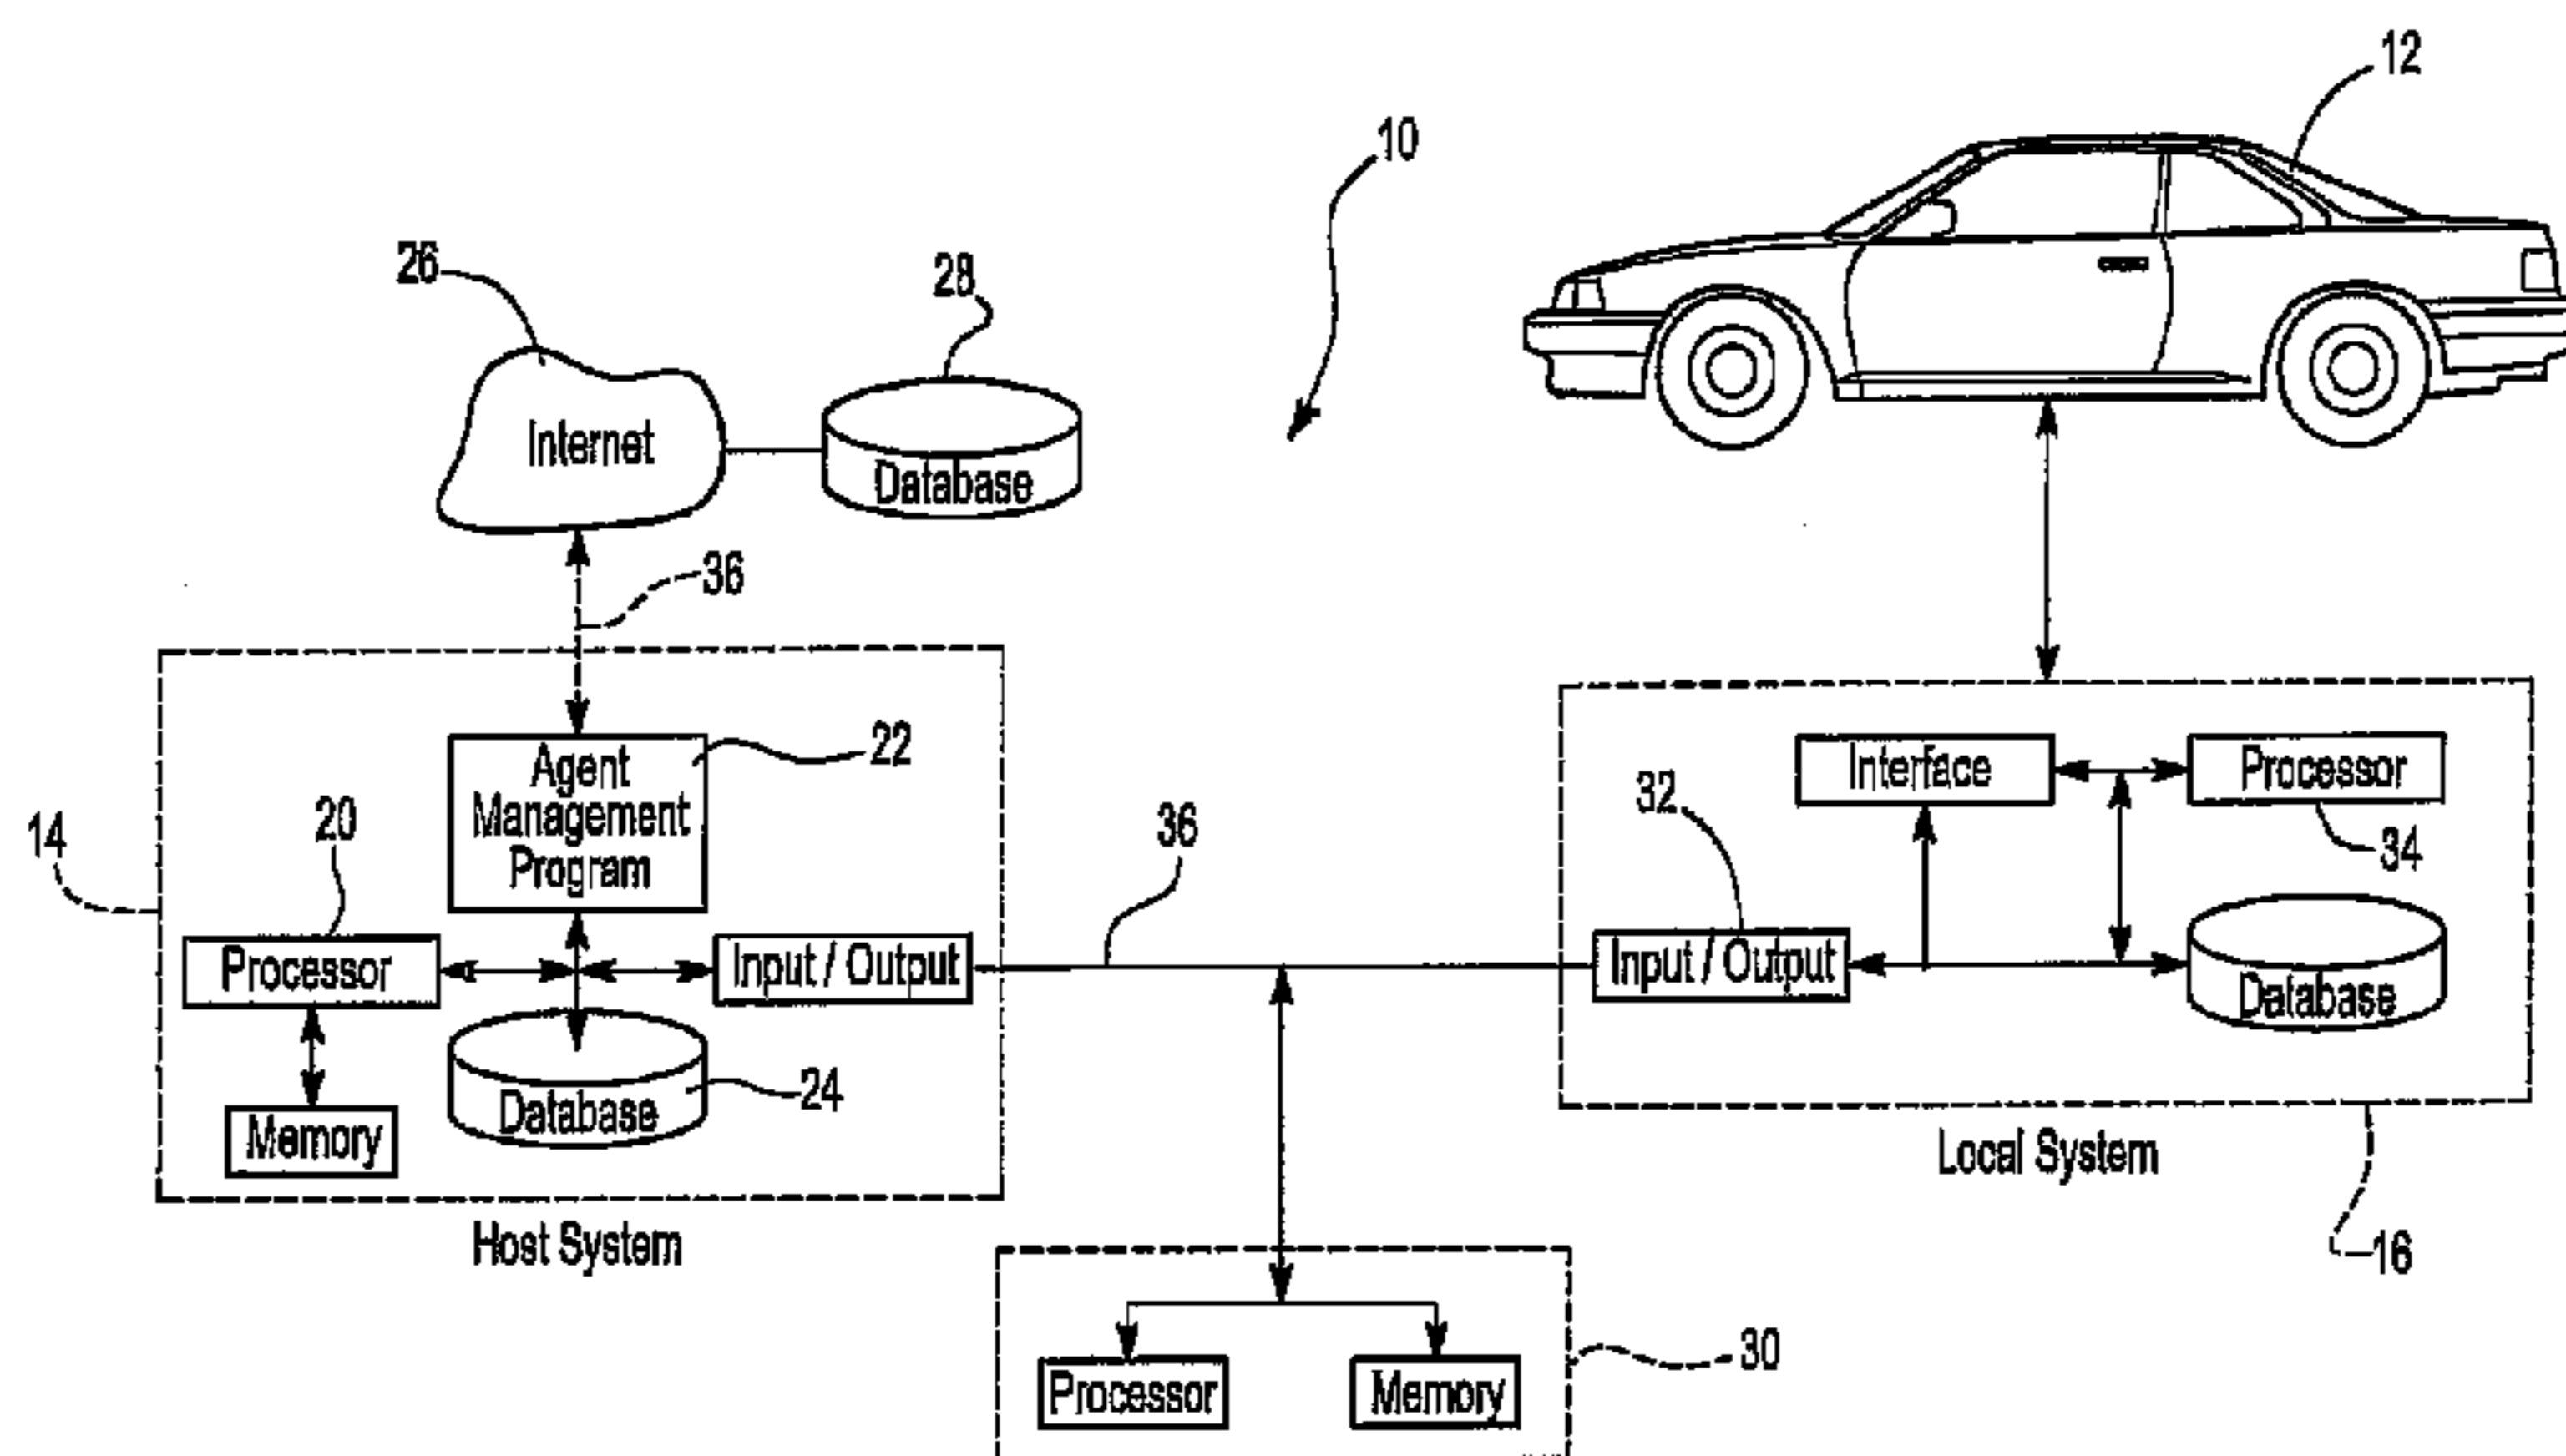 12
10
26
28
Internet
Database
36
Agent
Management
Program
22
14
20
Processor
Input / Output
Database
24
Memory
Host System
36
32
Interface
Processor
34
Input / Output
Database
Local System
16
Processor
Memory
30